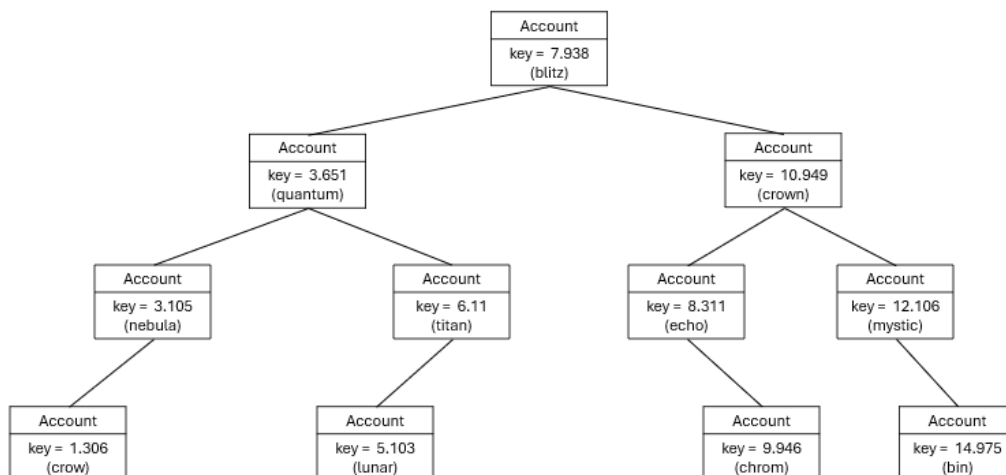 Account
key = 7.938
(blitz)
Account
key = 3.651
(quantum)
Account
key = 10.949
(crown)
Account
key = 3.105
(nebula)
Account
key = 6.11
(titan)
Account
key = 8.311
(echo)
Account
key = 12.106
(mystic)
Account
key = 1.306
(crow)
Account
key = 5.103
(lunar)
Account
key = 9.946
(chrom)
Account
key = 14.975
(bin)